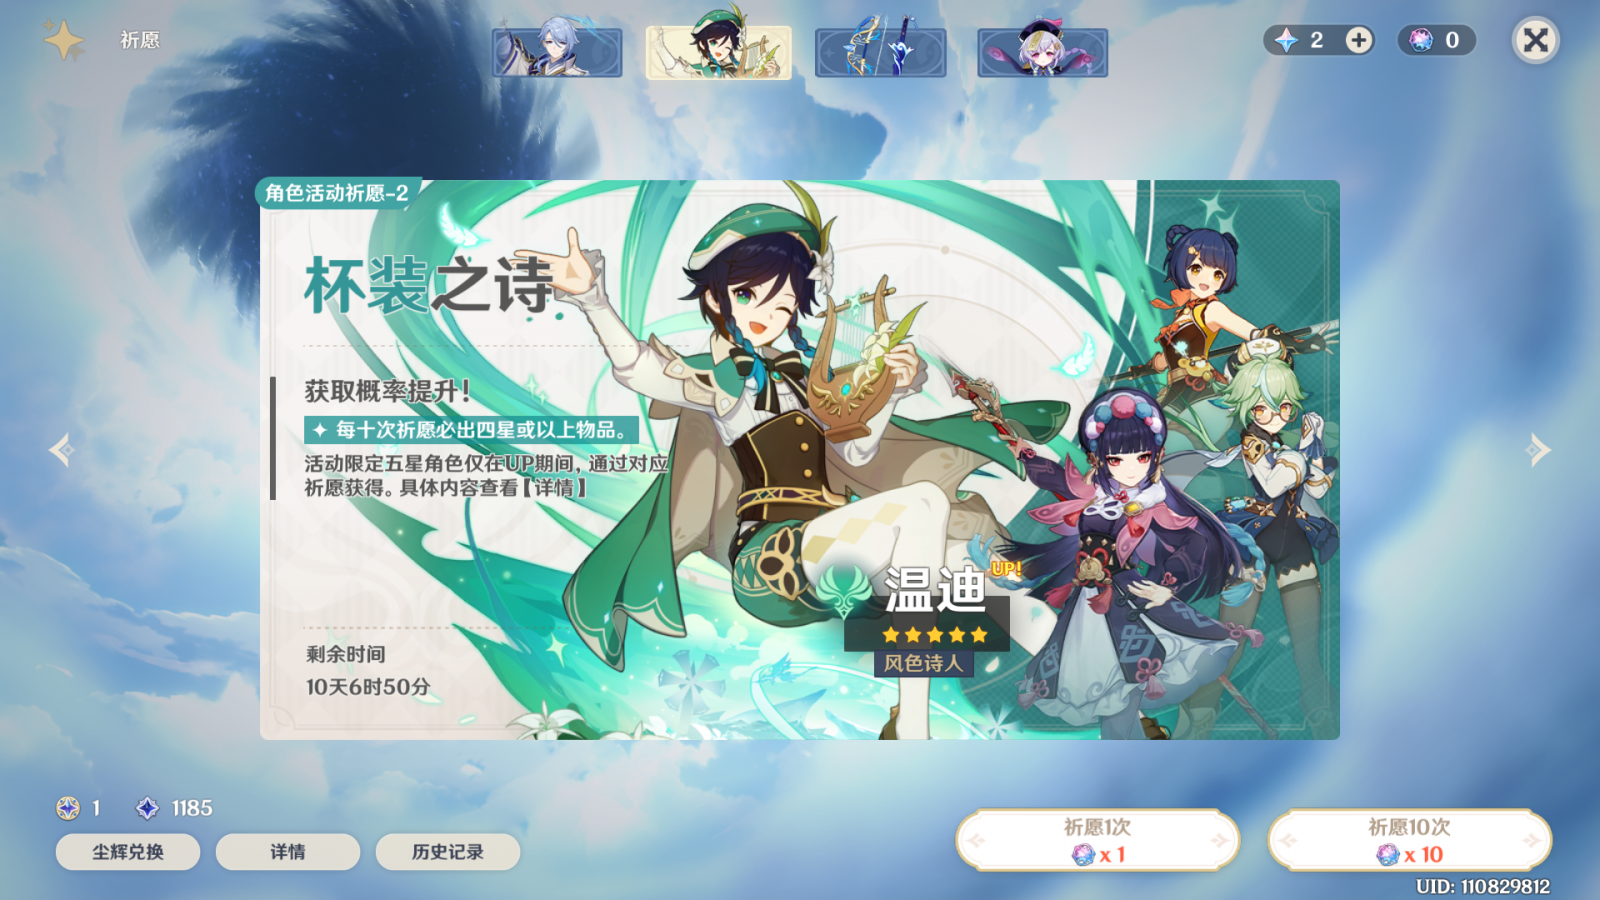 祈愿
2
0
角色活动祈愿-2
杯装之诗
获取概率提升!
每十次祈愿必出四星或以上物品。
活动限定五星角色仅在UP期间,通过对应
祈愿获得。具体内容查看【详情】
温迪
UP!
风色诗人
剩余时间
10天6时50分
1
1185
尘辉兑换
详情
历史记录
祈愿1次
x 1
祈愿10次
x 10
UID: 110829812